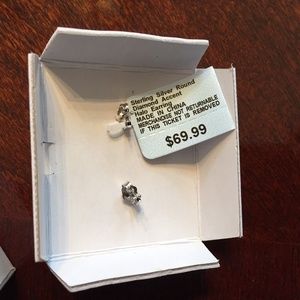 Sterling Silver Round
Diamond Accent
Halo Earring
MADE IN CHINA
MERCHANDISE NOT RETURNABLE
IF THIS TICKET IS REMOVED
$69.99